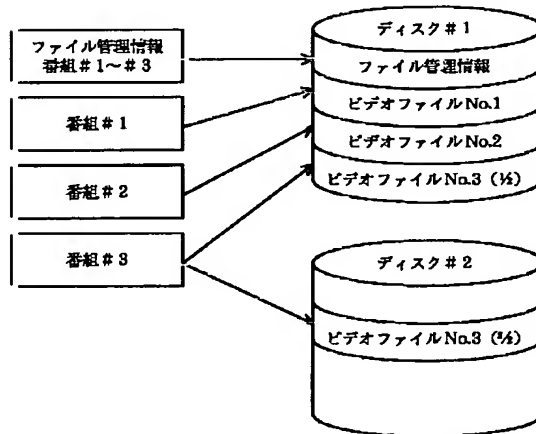 ファイル管理情報
番組#1〜#3
番組#1
番組#2
番組#3
ディスク#1
ファイル管理情報
ビデオファイルNo.1
ビデオファイルNo.2
ビデオファイルNo.3(½)
ディスク#2
ビデオファイルNo.3(²⁄₂)